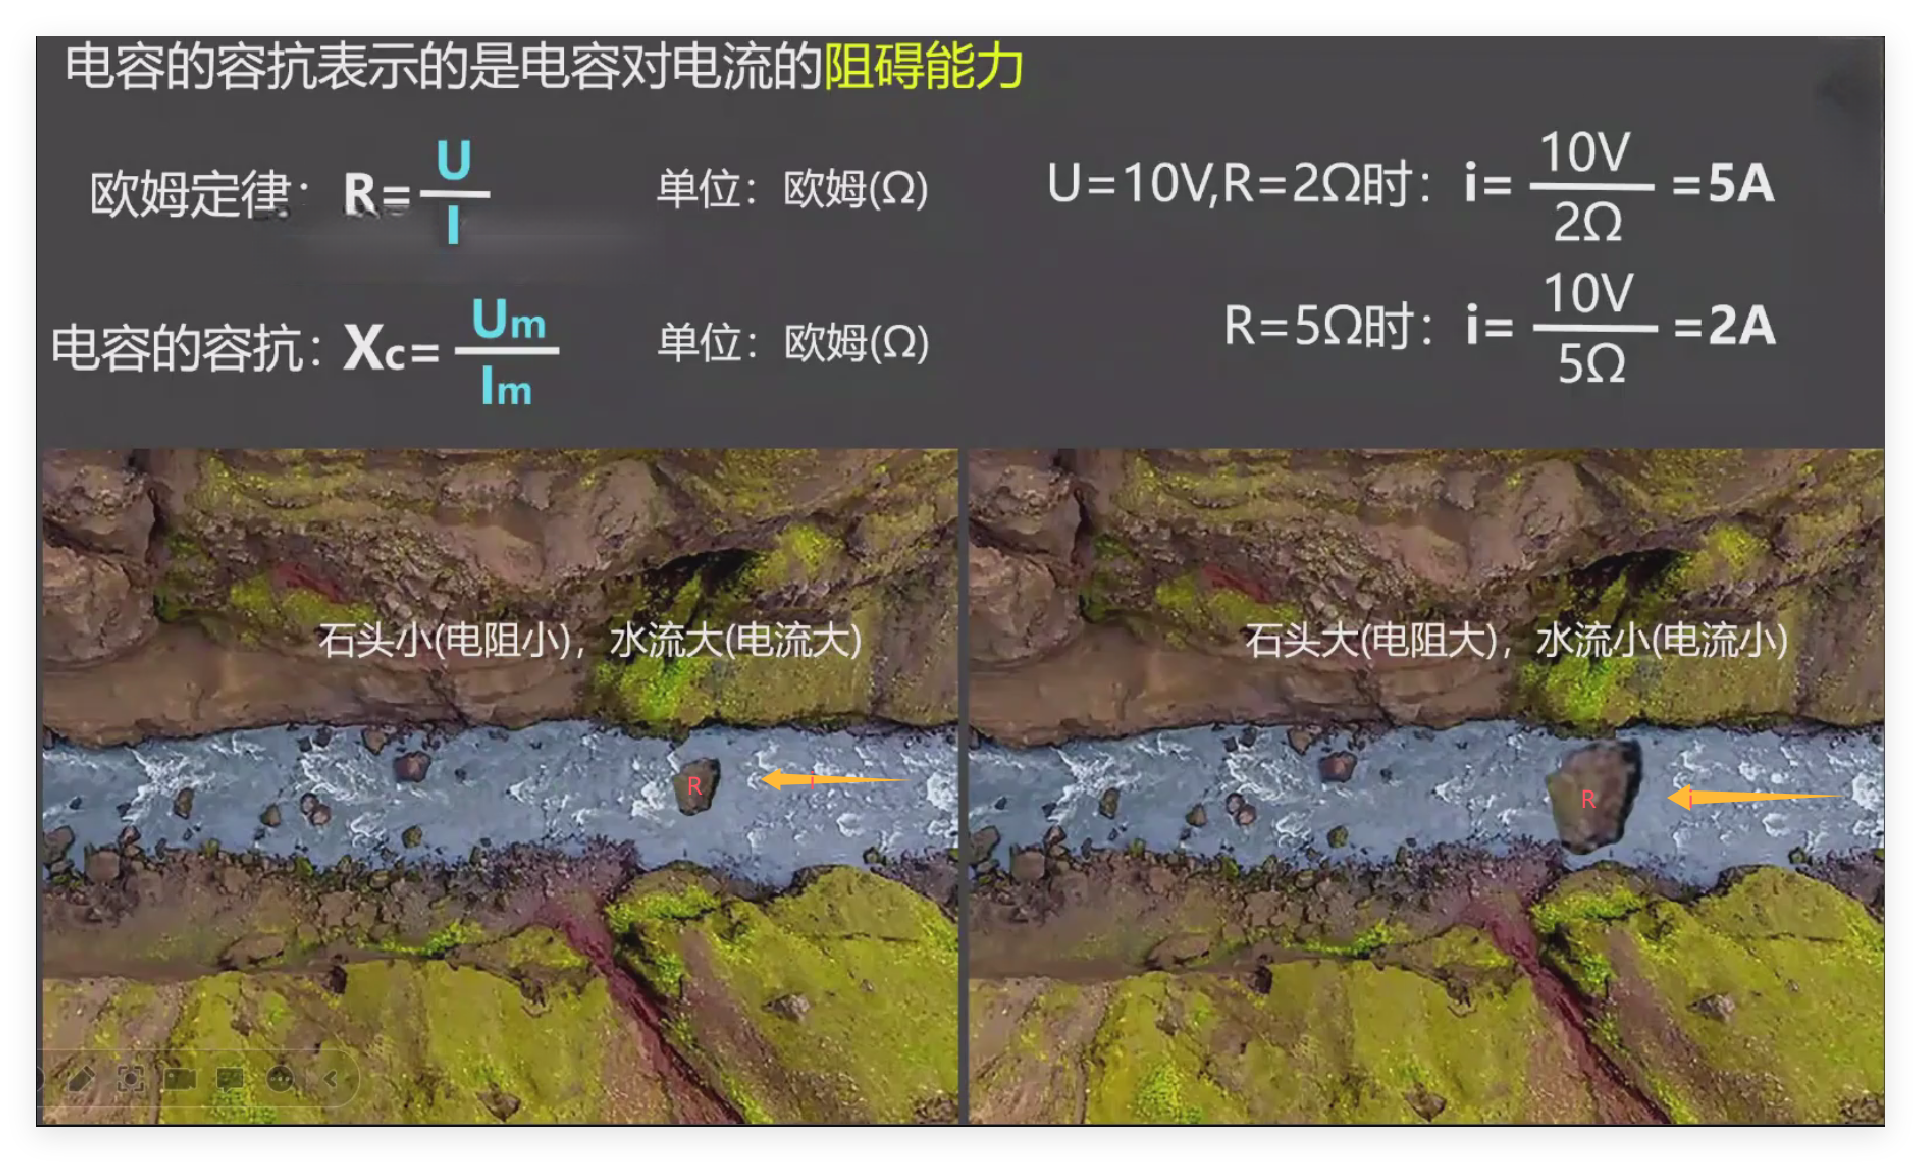 电容的容抗表示的是电容对电流的阻碍能力
欧姆定律：R=U/I 单位：欧姆(Ω)
U=10V,R=2Ω时：i=10V/2Ω=5A
电容的容抗：Xc=Um/Im 单位：欧姆(Ω)
R=5Ω时：i=10V/5Ω=2A
石头小(电阻小)，水流大(电流大)
石头大(电阻大)，水流小(电流小)
R
I
R
I